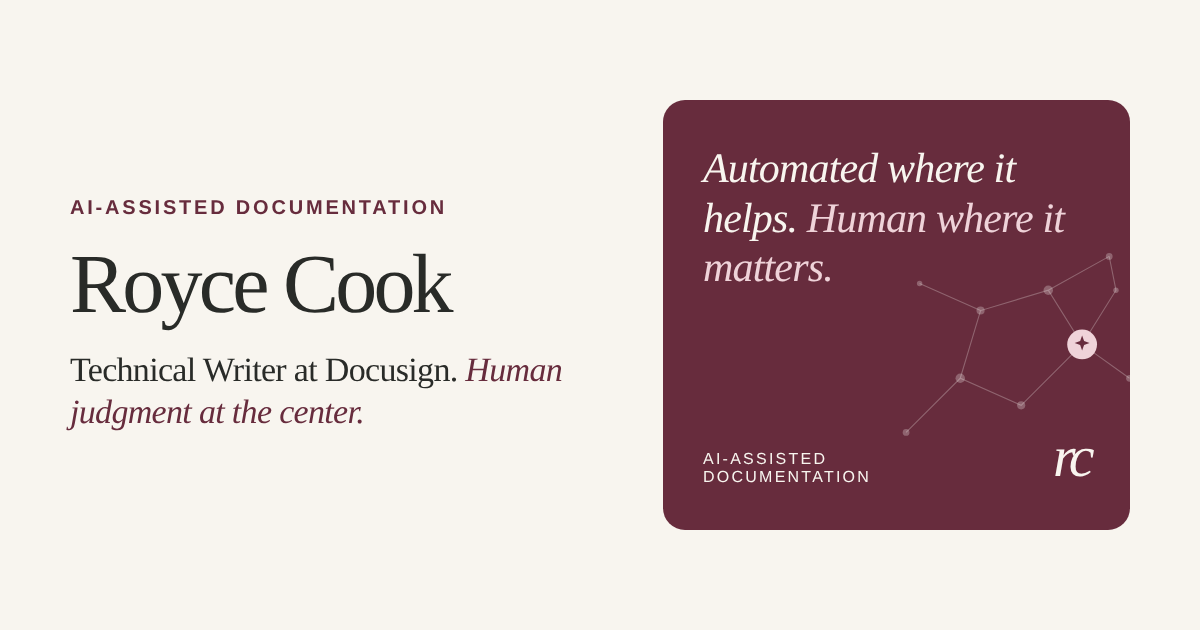 AI-ASSISTED DOCUMENTATION
Royce Cook
Technical Writer at Docusign. Human
judgment at the center.
Automated where it
helps. Human where it
matters.
AI-ASSISTED
DOCUMENTATION
rc